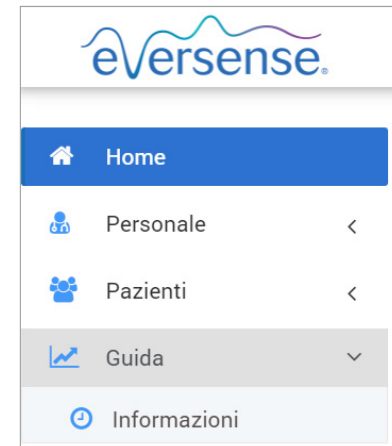 eversense®
Home
Personale
Pazienti
Guida
Informazioni